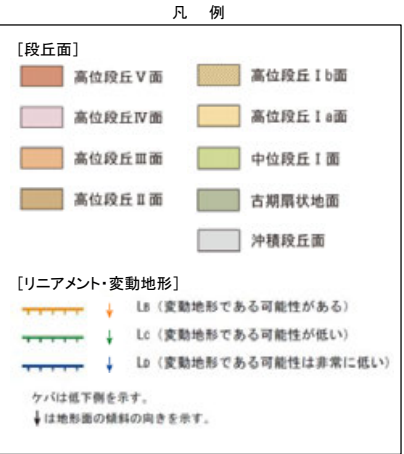 凡 例
[段丘面]
高位段丘Ⅴ面
高位段丘Ⅳ面
高位段丘Ⅲ面
高位段丘Ⅱ面
高位段丘Ⅰb面
高位段丘Ⅰa面
中位段丘Ⅰ面
古期扇状地面
沖積段丘面
[リニアメント・変動地形]
LB（変動地形である可能性がある）
LC（変動地形である可能性が低い）
LD（変動地形である可能性は非常に低い）
ケバは低下側を示す。
↓は地形面の傾斜の向きを示す。